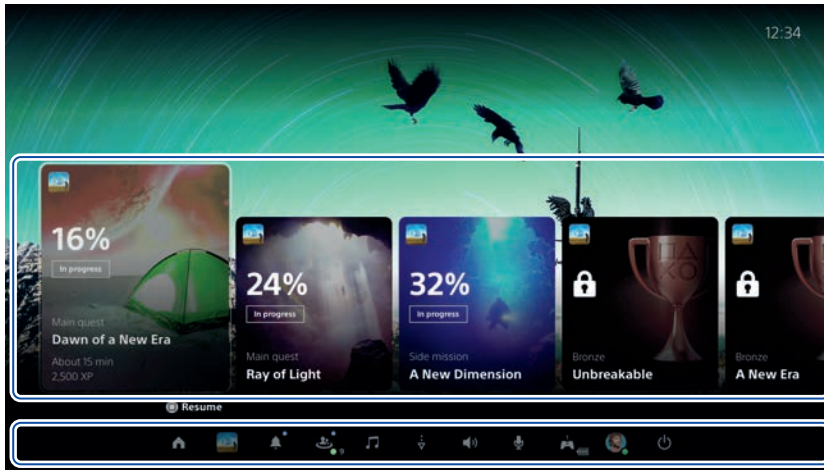 12:34
16%
In progress
Main quest
Dawn of a New Era
About 15 min
2,500 XP
24%
In progress
Main quest
Ray of Light
32%
In progress
Side mission
A New Dimension
Bronze
Unbreakable
Bronze
A New Era
Resume
9